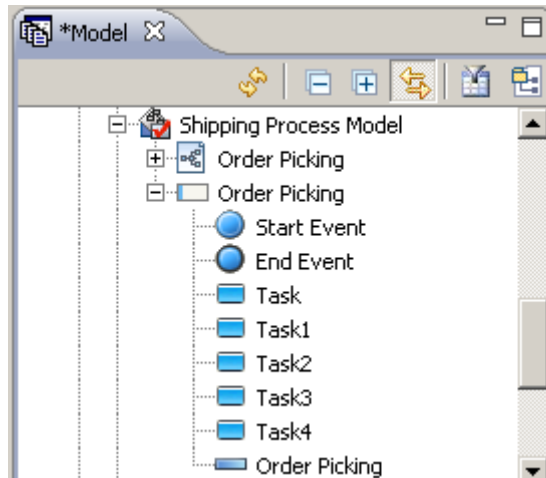 *Model
Shipping Process Model
Order Picking
Order Picking
Start Event
End Event
Task
Task1
Task2
Task3
Task4
Order Picking